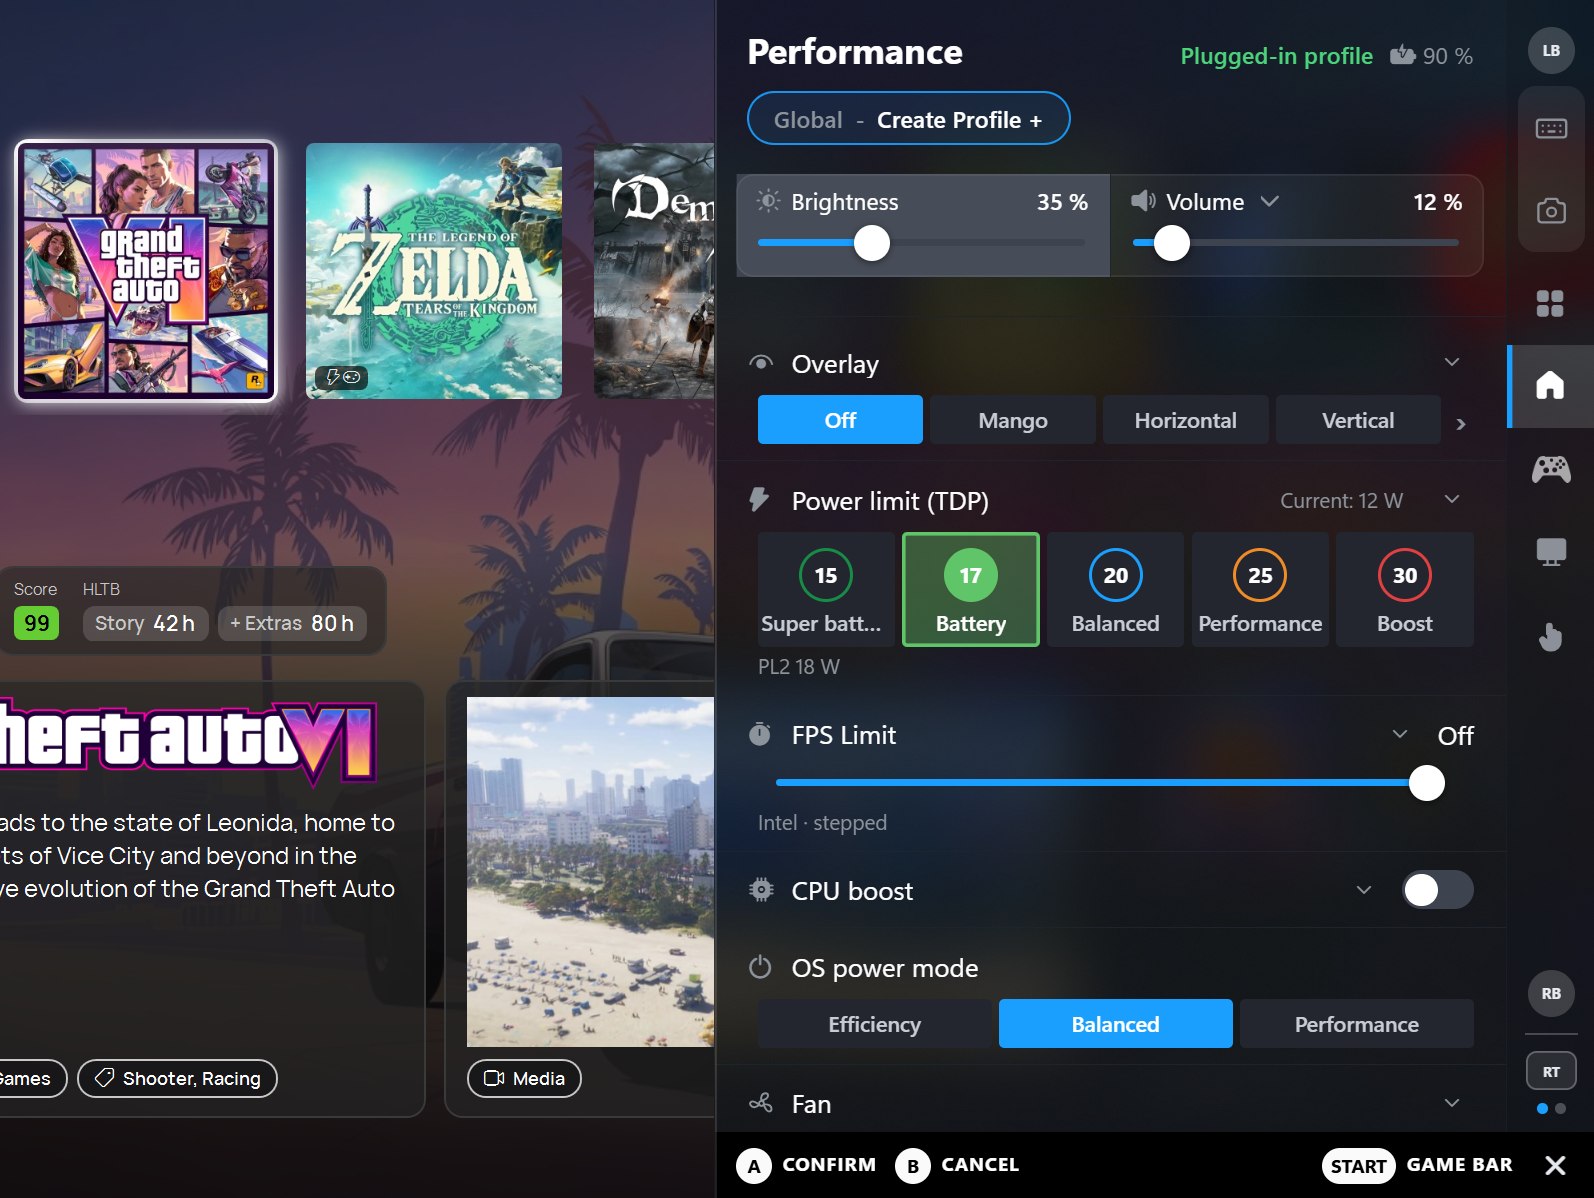 Performance
Plugged-in profile 90 %
LB
Global - Create Profile +
Brightness 35 %
Volume 12 %
grand
theft
auto
THE LEGEND OF
ZELDA
TEARS OF THE KINGDOM
Dem
Overlay
Off Mango Horizontal Vertical
Power limit (TDP) Current: 12 W
15 17 20 25 30
Super batt... Battery Balanced Performance Boost
PL2 18 W
Score HLTB
99 Story 42 h + Extras 80 h
heft auto VI
ads to the state of Leonida, home to
ts of Vice City and beyond in the
ve evolution of the Grand Theft Auto
Games Shooter, Racing
Media
FPS Limit Off
Intel · stepped
CPU boost
OS power mode
Efficiency Balanced Performance
Fan
RB
RT
A CONFIRM B CANCEL START GAME BAR